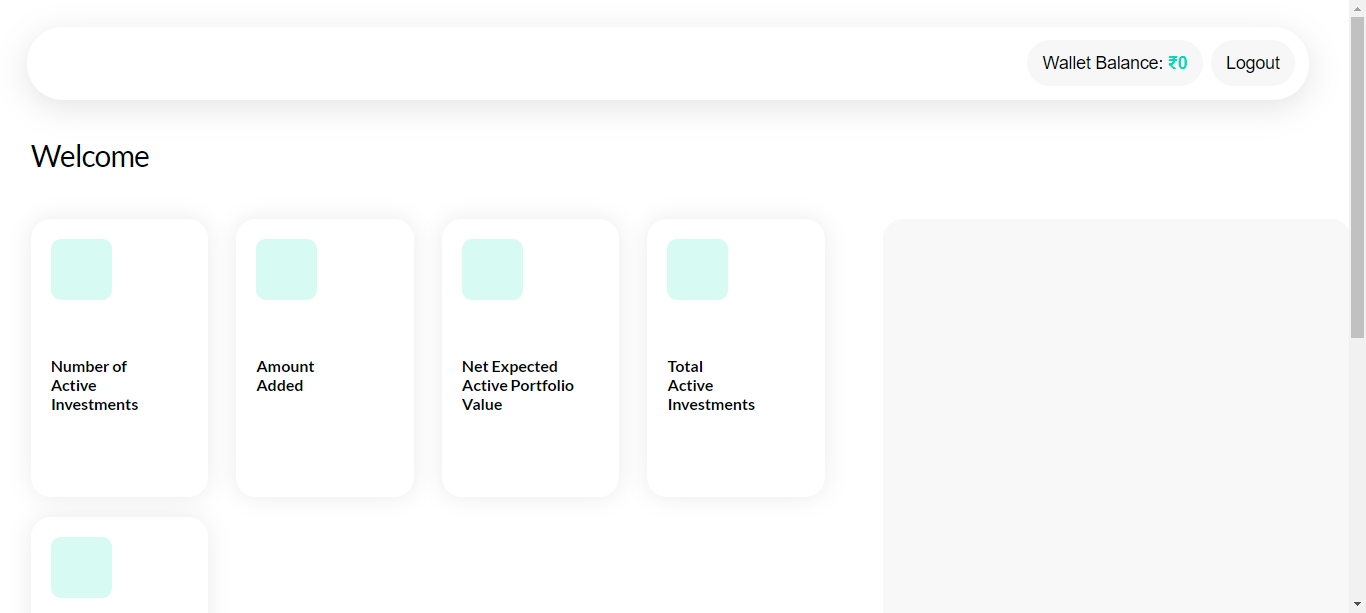 Wallet Balance: ₹0
Logout
Welcome
Number of
Active
Investments
Amount
Added
Net Expected
Active Portfolio
Value
Total
Active
Investments